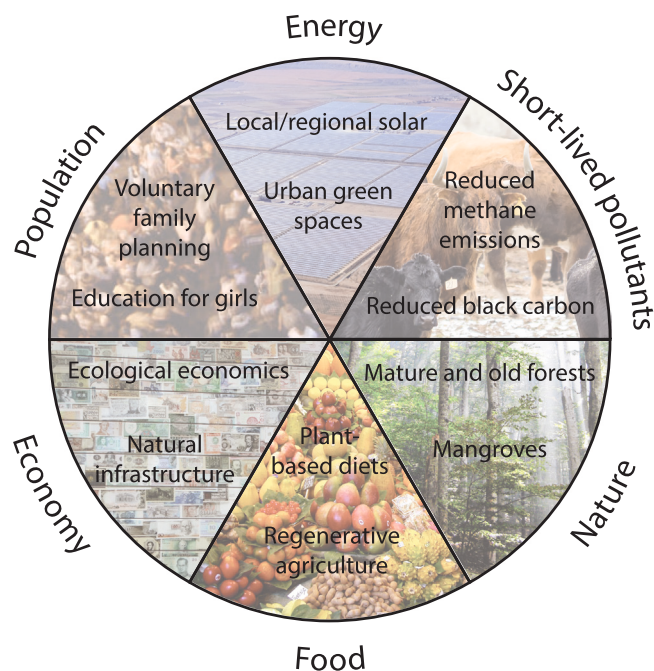 Energy
Short-lived pollutants
Nature
Food
Economy
Population
Local/regional solar
Urban green
spaces
Reduced
methane
emissions
Reduced black carbon
Mature and old forests
Mangroves
Plant-
based diets
Regenerative
agriculture
Ecological economics
Natural
infrastructure
Voluntary
family
planning
Education for girls